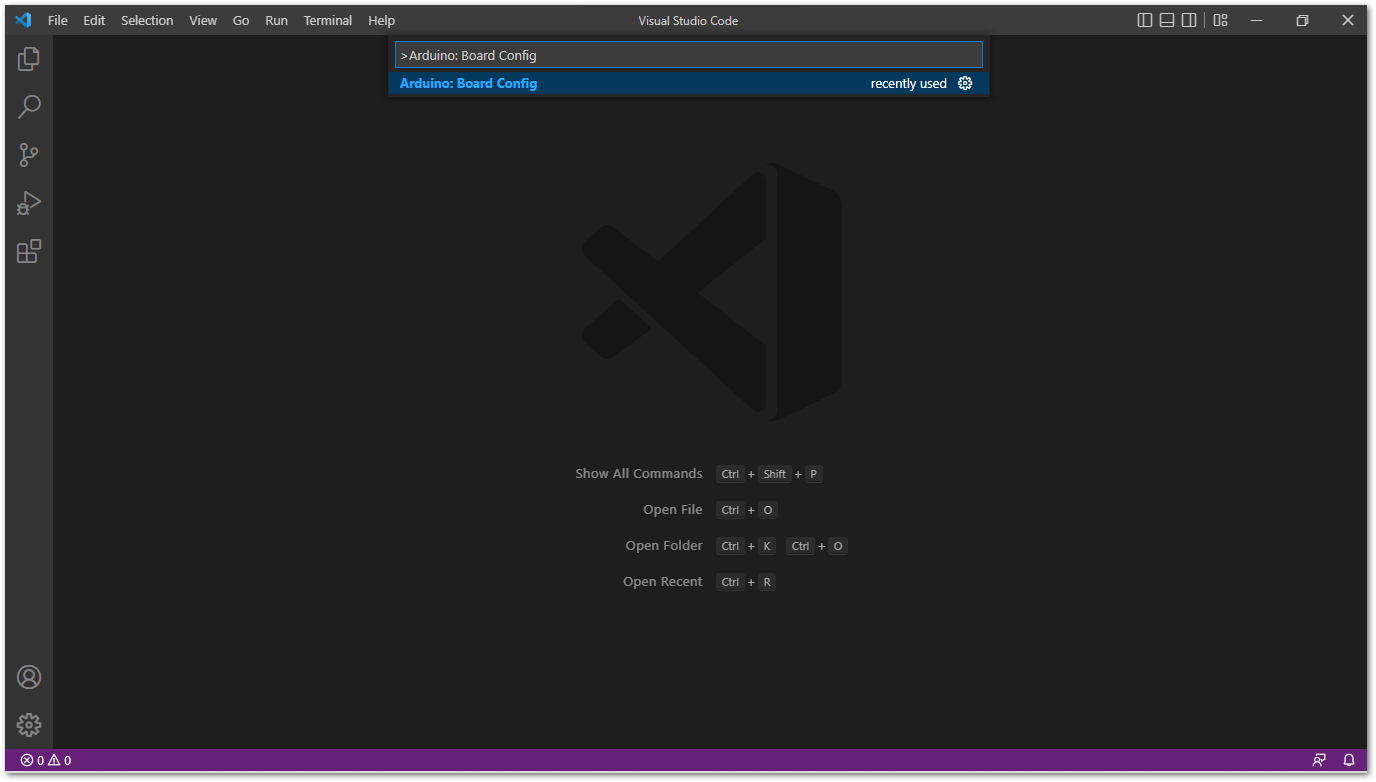 File Edit Selection View Go Run Terminal Help Visual Studio Code
>Arduino: Board Config
Arduino: Board Config recently used
Show All Commands Ctrl + Shift + P
Open File Ctrl + O
Open Folder Ctrl + K Ctrl + O
Open Recent Ctrl + R
0 0